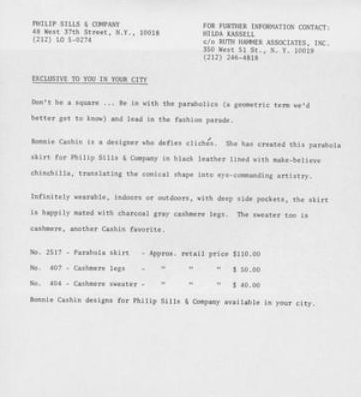 PHILIP SILLS & COMPANY
48 West 37th Street, N.Y., 10018
(212) LO 5-0274
FOR FURTHER INFORMATION CONTACT:
HILDA KASSELL
c/o RUTH HAMMER ASSOCIATES, INC.
350 West 51 St., N. Y. 10019
(212) 246-4818
EXCLUSIVE TO YOU IN YOUR CITY
Don't be a square ... Be in with the parabolics (a geometric term we'd
better get to know) and lead in the fashion parade.
Bonnie Cashin is a designer who defies clichés. She has created this parabola
skirt for Philip Sills & Company in black leather lined with make-believe
chinchilla, translating the conical shape into eye-commanding artistry.
Infinitely wearable, indoors or outdoors, with deep side pockets, the skirt
is happily mated with charcoal gray cashmere legs. The sweater too is
cashmere, another Cashin favorite.
No. 2517 - Parabola skirt - Approx. retail price $110.00
No. 407 - Cashmere legs - " " " $ 50.00
No. 404 - Cashmere sweater - " " " $ 40.00
Bonnie Cashin designs for Philip Sills & Company available in your city.